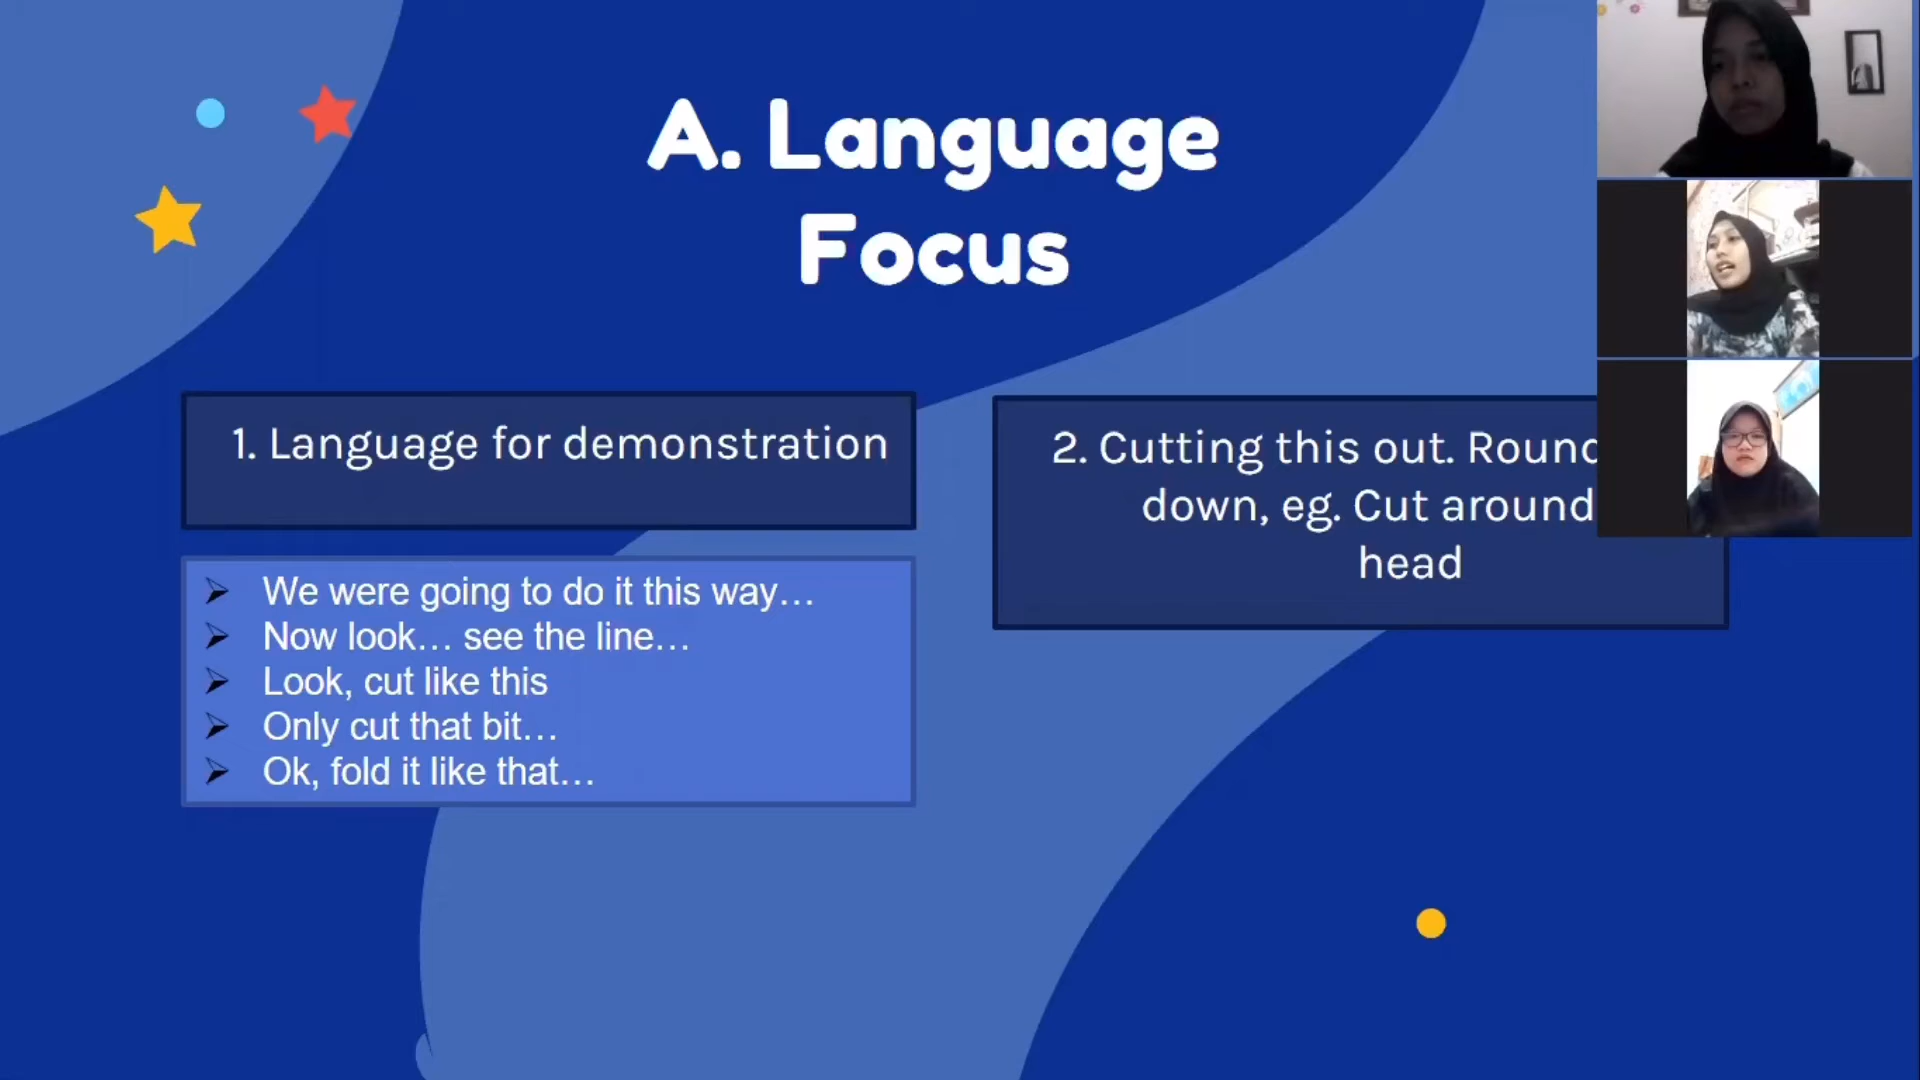 A. Language
Focus
1. Language for demonstration
➤ We were going to do it this way…
➤ Now look… see the line…
➤ Look, cut like this
➤ Only cut that bit…
➤ Ok, fold it like that…
2. Cutting this out. Round
down, eg. Cut around
head